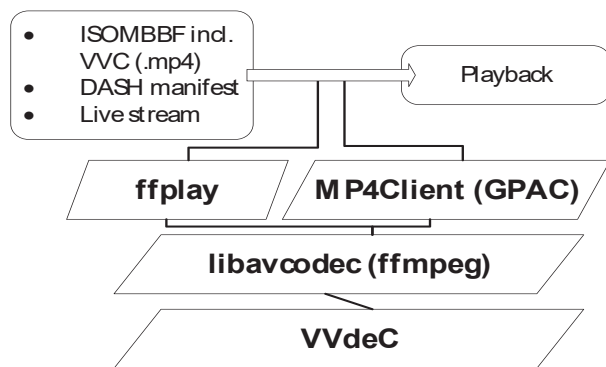 • ISOMBBF incl.
VVC (.mp4)
• DASH manifest
• Live stream
Playback
ffplay
MP4Client (GPAC)
libavcodec (ffmpeg)
VVdeC